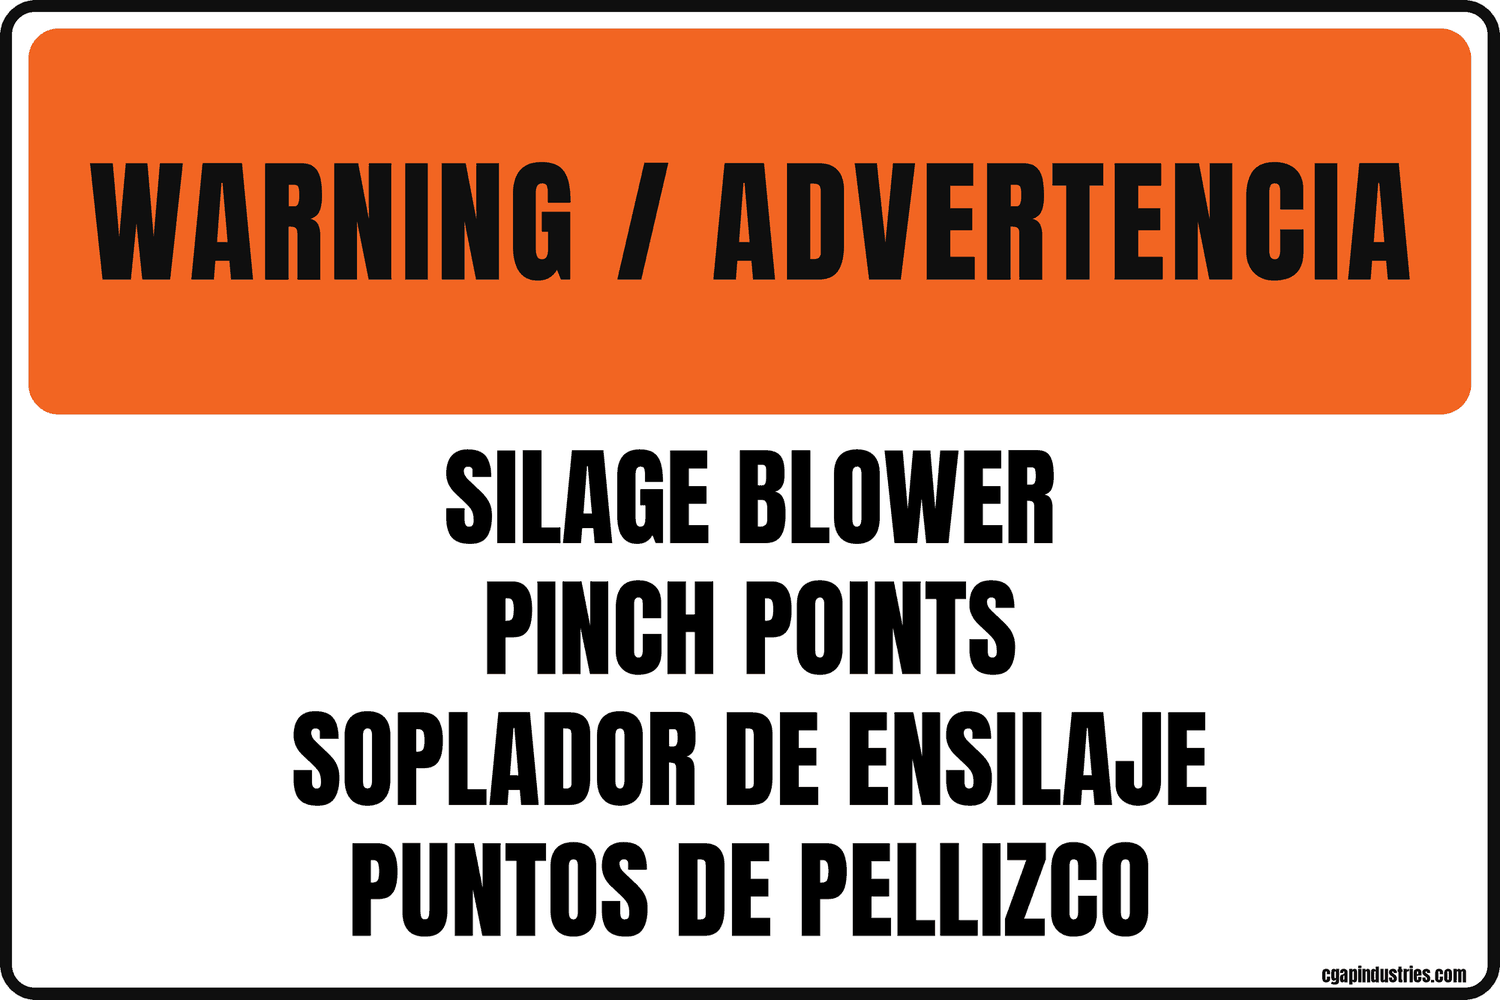 WARNING / ADVERTENCIA
SILAGE BLOWER
PINCH POINTS
SOPLADOR DE ENSILAJE
PUNTOS DE PELLIZCO
cgapindustries.com